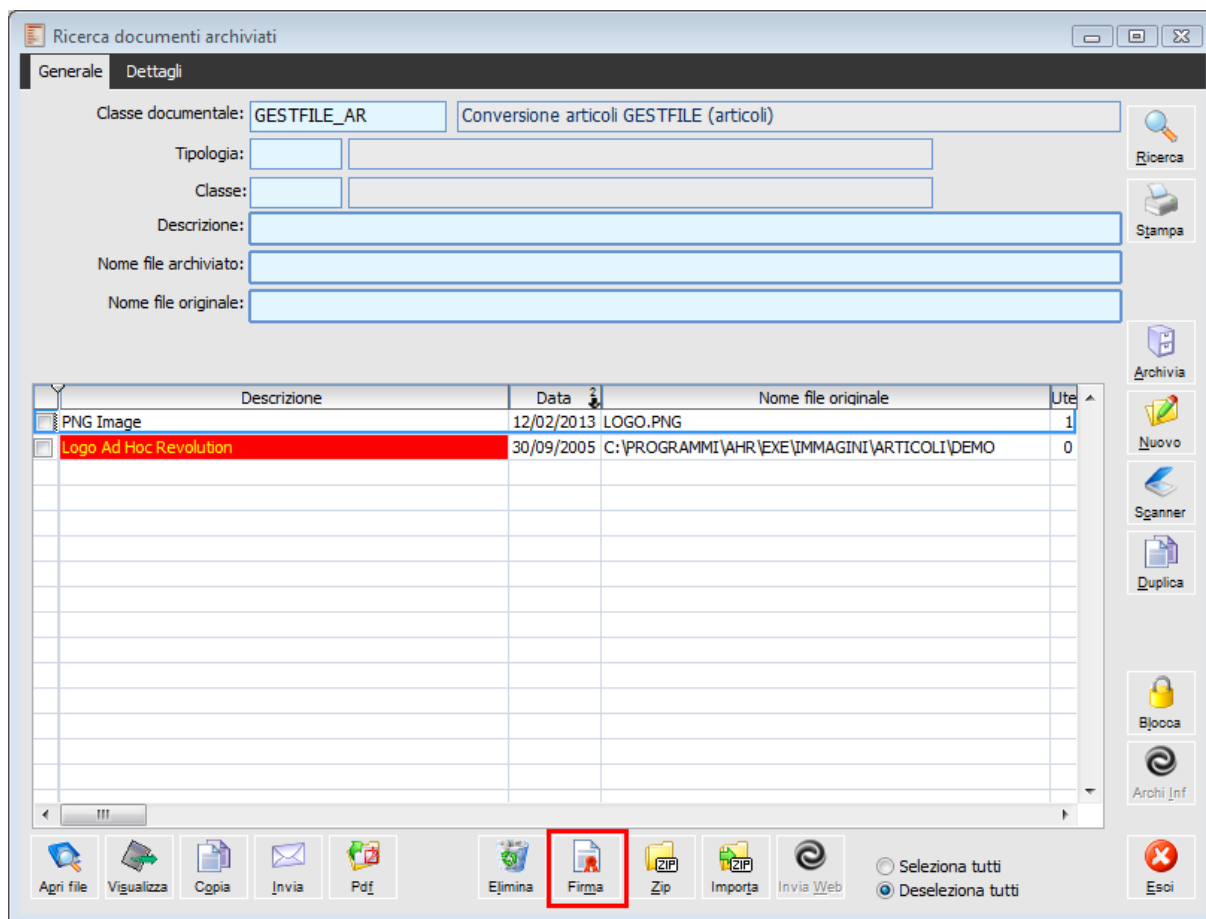 Ricerca documenti archiviati
Generale Dettagli
Classe documentale: GESTFILE_AR Conversione articoli GESTFILE (articoli)
Tipologia:
Classe:
Descrizione:
Nome file archiviato:
Nome file originale:
Ricerca
Stampa
Archivia
Nuovo
Scanner
Duplica
Blocca
Archi Inf
Descrizione Data 2 Nome file originale Ute
PNG Image 12/02/2013 LOGO.PNG 1
Logo Ad Hoc Revolution 30/09/2005 C:\PROGRAMMI\AHR\EXE\IMMAGINI\ARTICOLI\DEMO 0
ZIP ZIP
Apri file Visualizza Copia Invia Pdf Elimina Firma Zip Importa Invia Web
Seleziona tutti
Deseleziona tutti
Esci